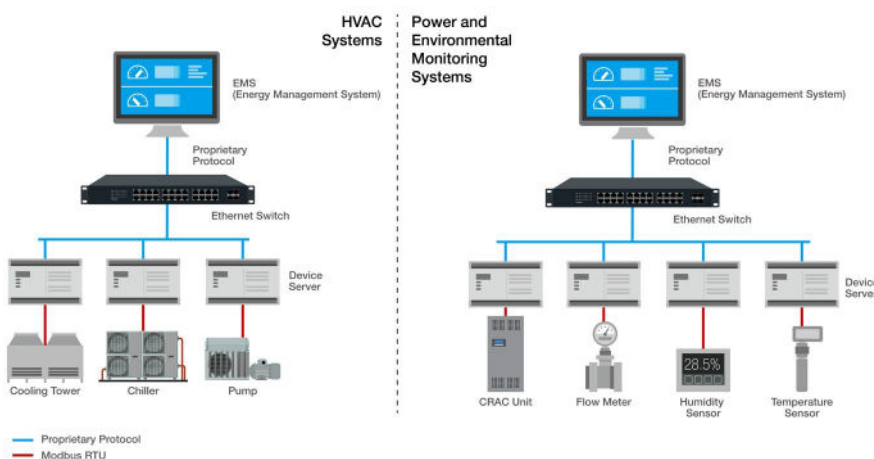 HVAC
Systems
Power and
Environmental
Monitoring
Systems
EMS
(Energy Management System)
Proprietary
Protocol
Ethernet Switch
Device
Server
Cooling Tower
Chiller
Pump
EMS
(Energy Management System)
Proprietary
Protocol
Ethernet Switch
Device
Server
CRAC Unit
Flow Meter
28.5%
Humidity
Sensor
Temperature
Sensor
Proprietary Protocol
Modbus RTU